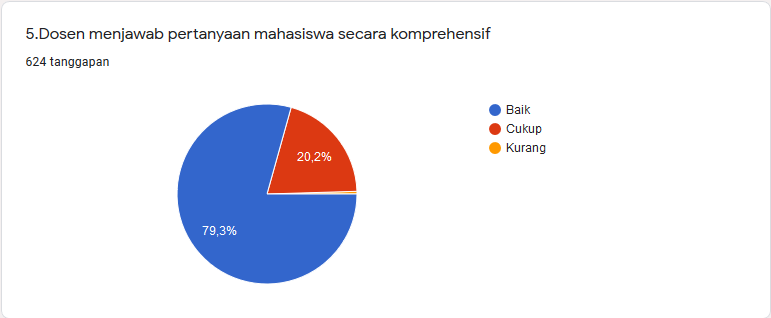 5.Dosen menjawab pertanyaan mahasiswa secara komprehensif
624 tanggapan
Baik
Cukup
Kurang
20,2%
79,3%